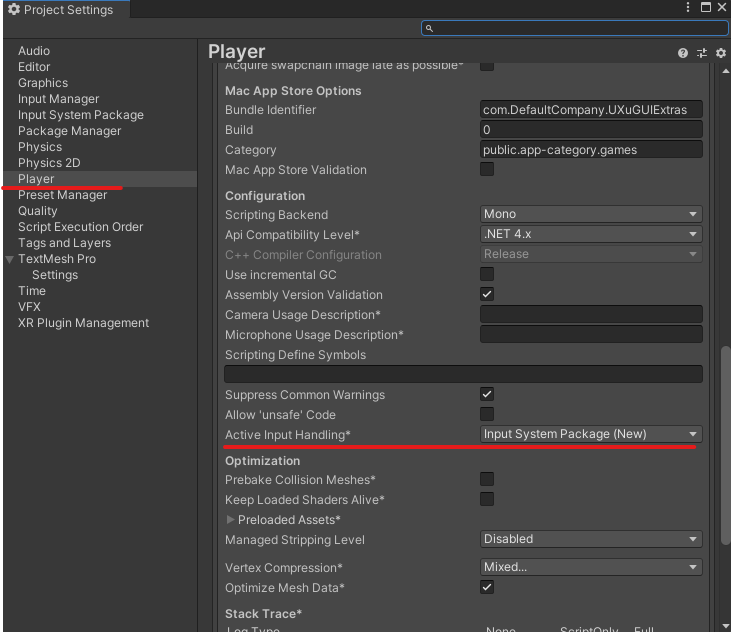 Project Settings
Audio
Editor
Graphics
Input Manager
Input System Package
Package Manager
Physics
Physics 2D
Player
Preset Manager
Quality
Script Execution Order
Tags and Layers
TextMesh Pro
Settings
Time
VFX
XR Plugin Management
Player
Acquire swapchain image late as possible*
Mac App Store Options
Bundle Identifier com.DefaultCompany.UXuGUIExtras
Build 0
Category public.app-category.games
Mac App Store Validation
Configuration
Scripting Backend Mono
Api Compatibility Level* .NET 4.x
C++ Compiler Configuration Release
Use incremental GC
Assembly Version Validation
Camera Usage Description*
Microphone Usage Description*
Scripting Define Symbols
Suppress Common Warnings
Allow 'unsafe' Code
Active Input Handling* Input System Package (New)
Optimization
Prebake Collision Meshes*
Keep Loaded Shaders Alive*
Preloaded Assets*
Managed Stripping Level Disabled
Vertex Compression* Mixed...
Optimize Mesh Data*
Stack Trace*
Log Type None ScriptOnly Full